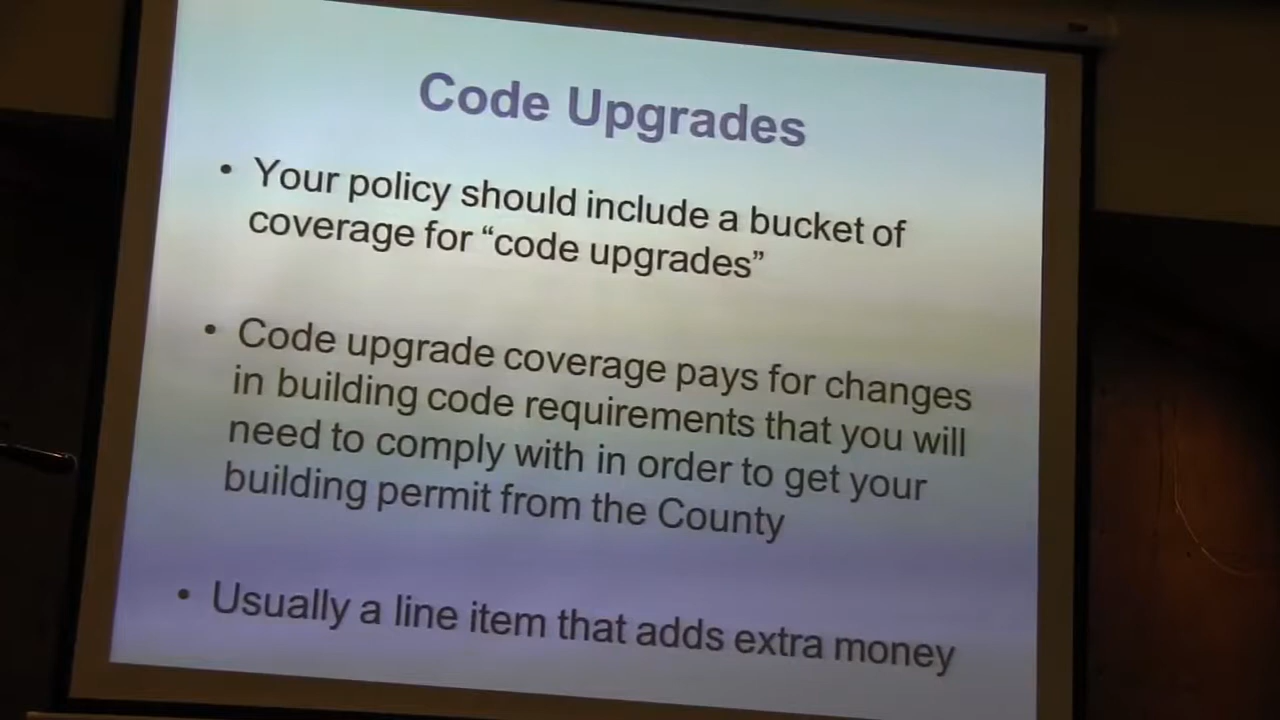 Code Upgrades
• Your policy should include a bucket of
coverage for “code upgrades”
• Code upgrade coverage pays for changes
in building code requirements that you will
need to comply with in order to get your
building permit from the County
• Usually a line item that adds extra money